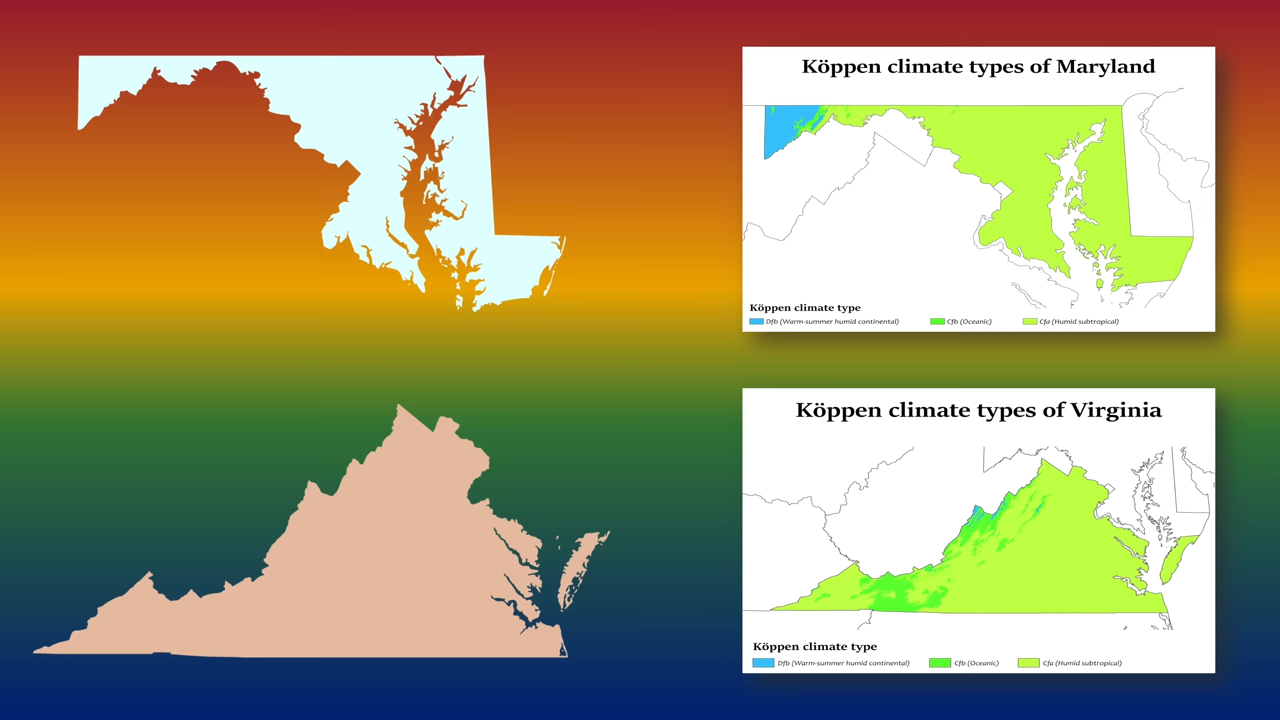 Köppen climate types of Maryland
Köppen climate type
Dfb (Warm-summer humid continental) Cfb (Oceanic) Cfa (Humid subtropical)
Köppen climate types of Virginia
Köppen climate type
Dfb (Warm-summer humid continental) Cfb (Oceanic) Cfa (Humid subtropical)